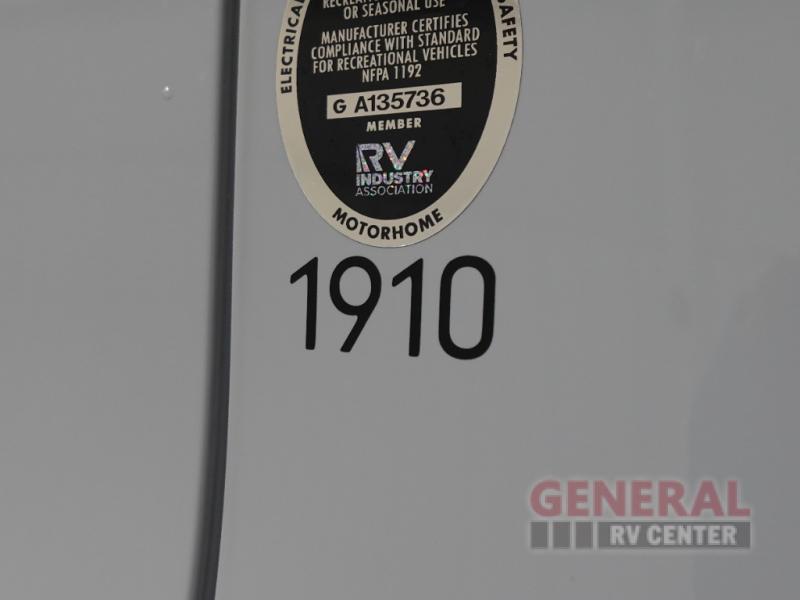 OR SEASONAL USE
MANUFACTURER CERTIFIES
COMPLIANCE WITH STANDARD
FOR RECREATIONAL VEHICLES
NFPA 1192
G A135736
MEMBER
RV
INDUSTRY
ASSOCIATION
ELECTRICAL
SAFETY
MOTORHOME
1910
GENERAL
RV CENTER